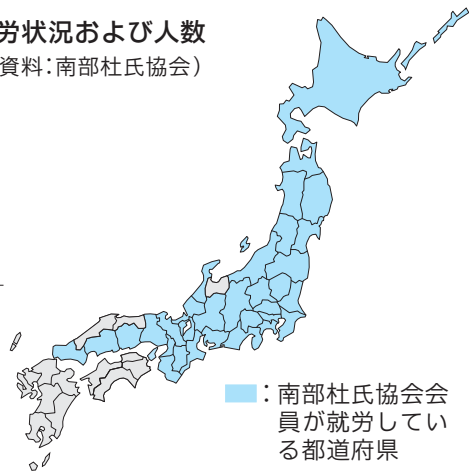 労状況および人数
資料：南部杜氏協会）
：南部杜氏協会会
員が就労してい
る都道府県